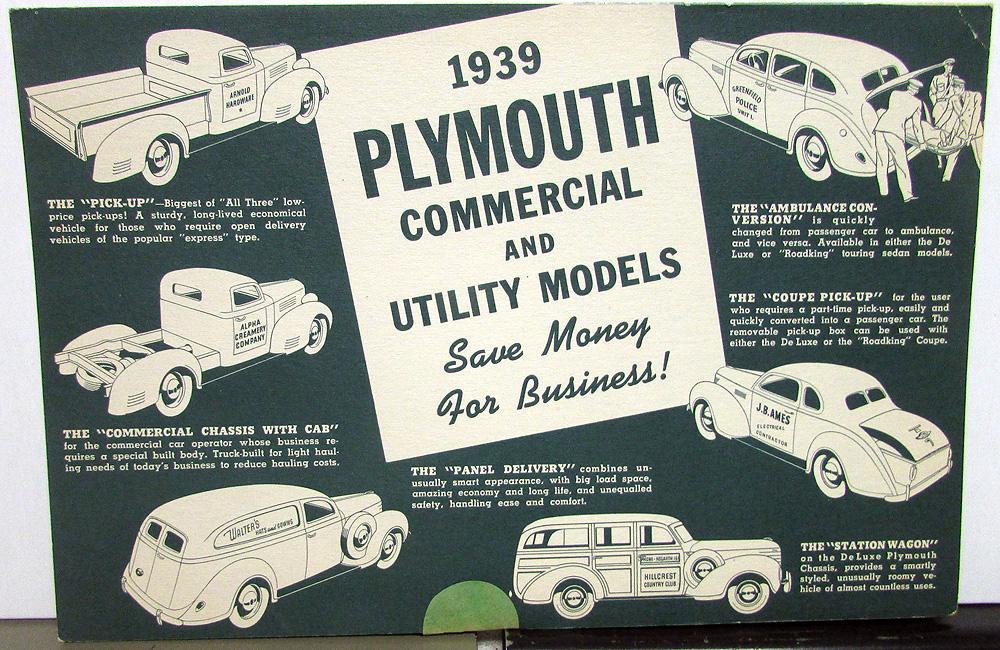 1939
PLYMOUTH
COMMERCIAL
AND
UTILITY MODELS
Save Money
For Business!
ARNOLD
HARDWARE
THE "PICK-UP"—Biggest of "All Three" low-
price pick-ups! A sturdy, long-lived economical
vehicle for those who require open delivery
vehicles of the popular "express" type.
ALPHA
CREAMERY
COMPANY
THE "COMMERCIAL CHASSIS WITH CAB"
for the commercial car operator whose business re-
quires a special built body. Truck-built for light haul-
ing needs of today's business to reduce hauling costs.
WALTER'S
HATS and GOWNS
THE "PANEL DELIVERY" combines un-
usually smart appearance, with big load space,
amazing economy and long life, and unequalled
safety, handling ease and comfort.
GREENFIELD
POLICE
UNIT 1.
THE "AMBULANCE CON-
VERSION" is quickly
changed from passenger car to ambulance,
and vice versa. Available in either the De
Luxe or "Roadking" touring sedan models.
THE "COUPE PICK-UP" for the user
who requires a part-time pick-up, easily and
quickly converted into a passenger car. The
removable pick-up box can be used with
either the De Luxe or the "Roadking" Coupe.
J.B. AMES
ELECTRICAL
CONTRACTOR
HILLCREST
COUNTRY CLUB
THE "STATION WAGON"
on the DeLuxe Plymouth
Chassis, provides a smartly
styled, unusually roomy ve-
hicle of almost countless uses.